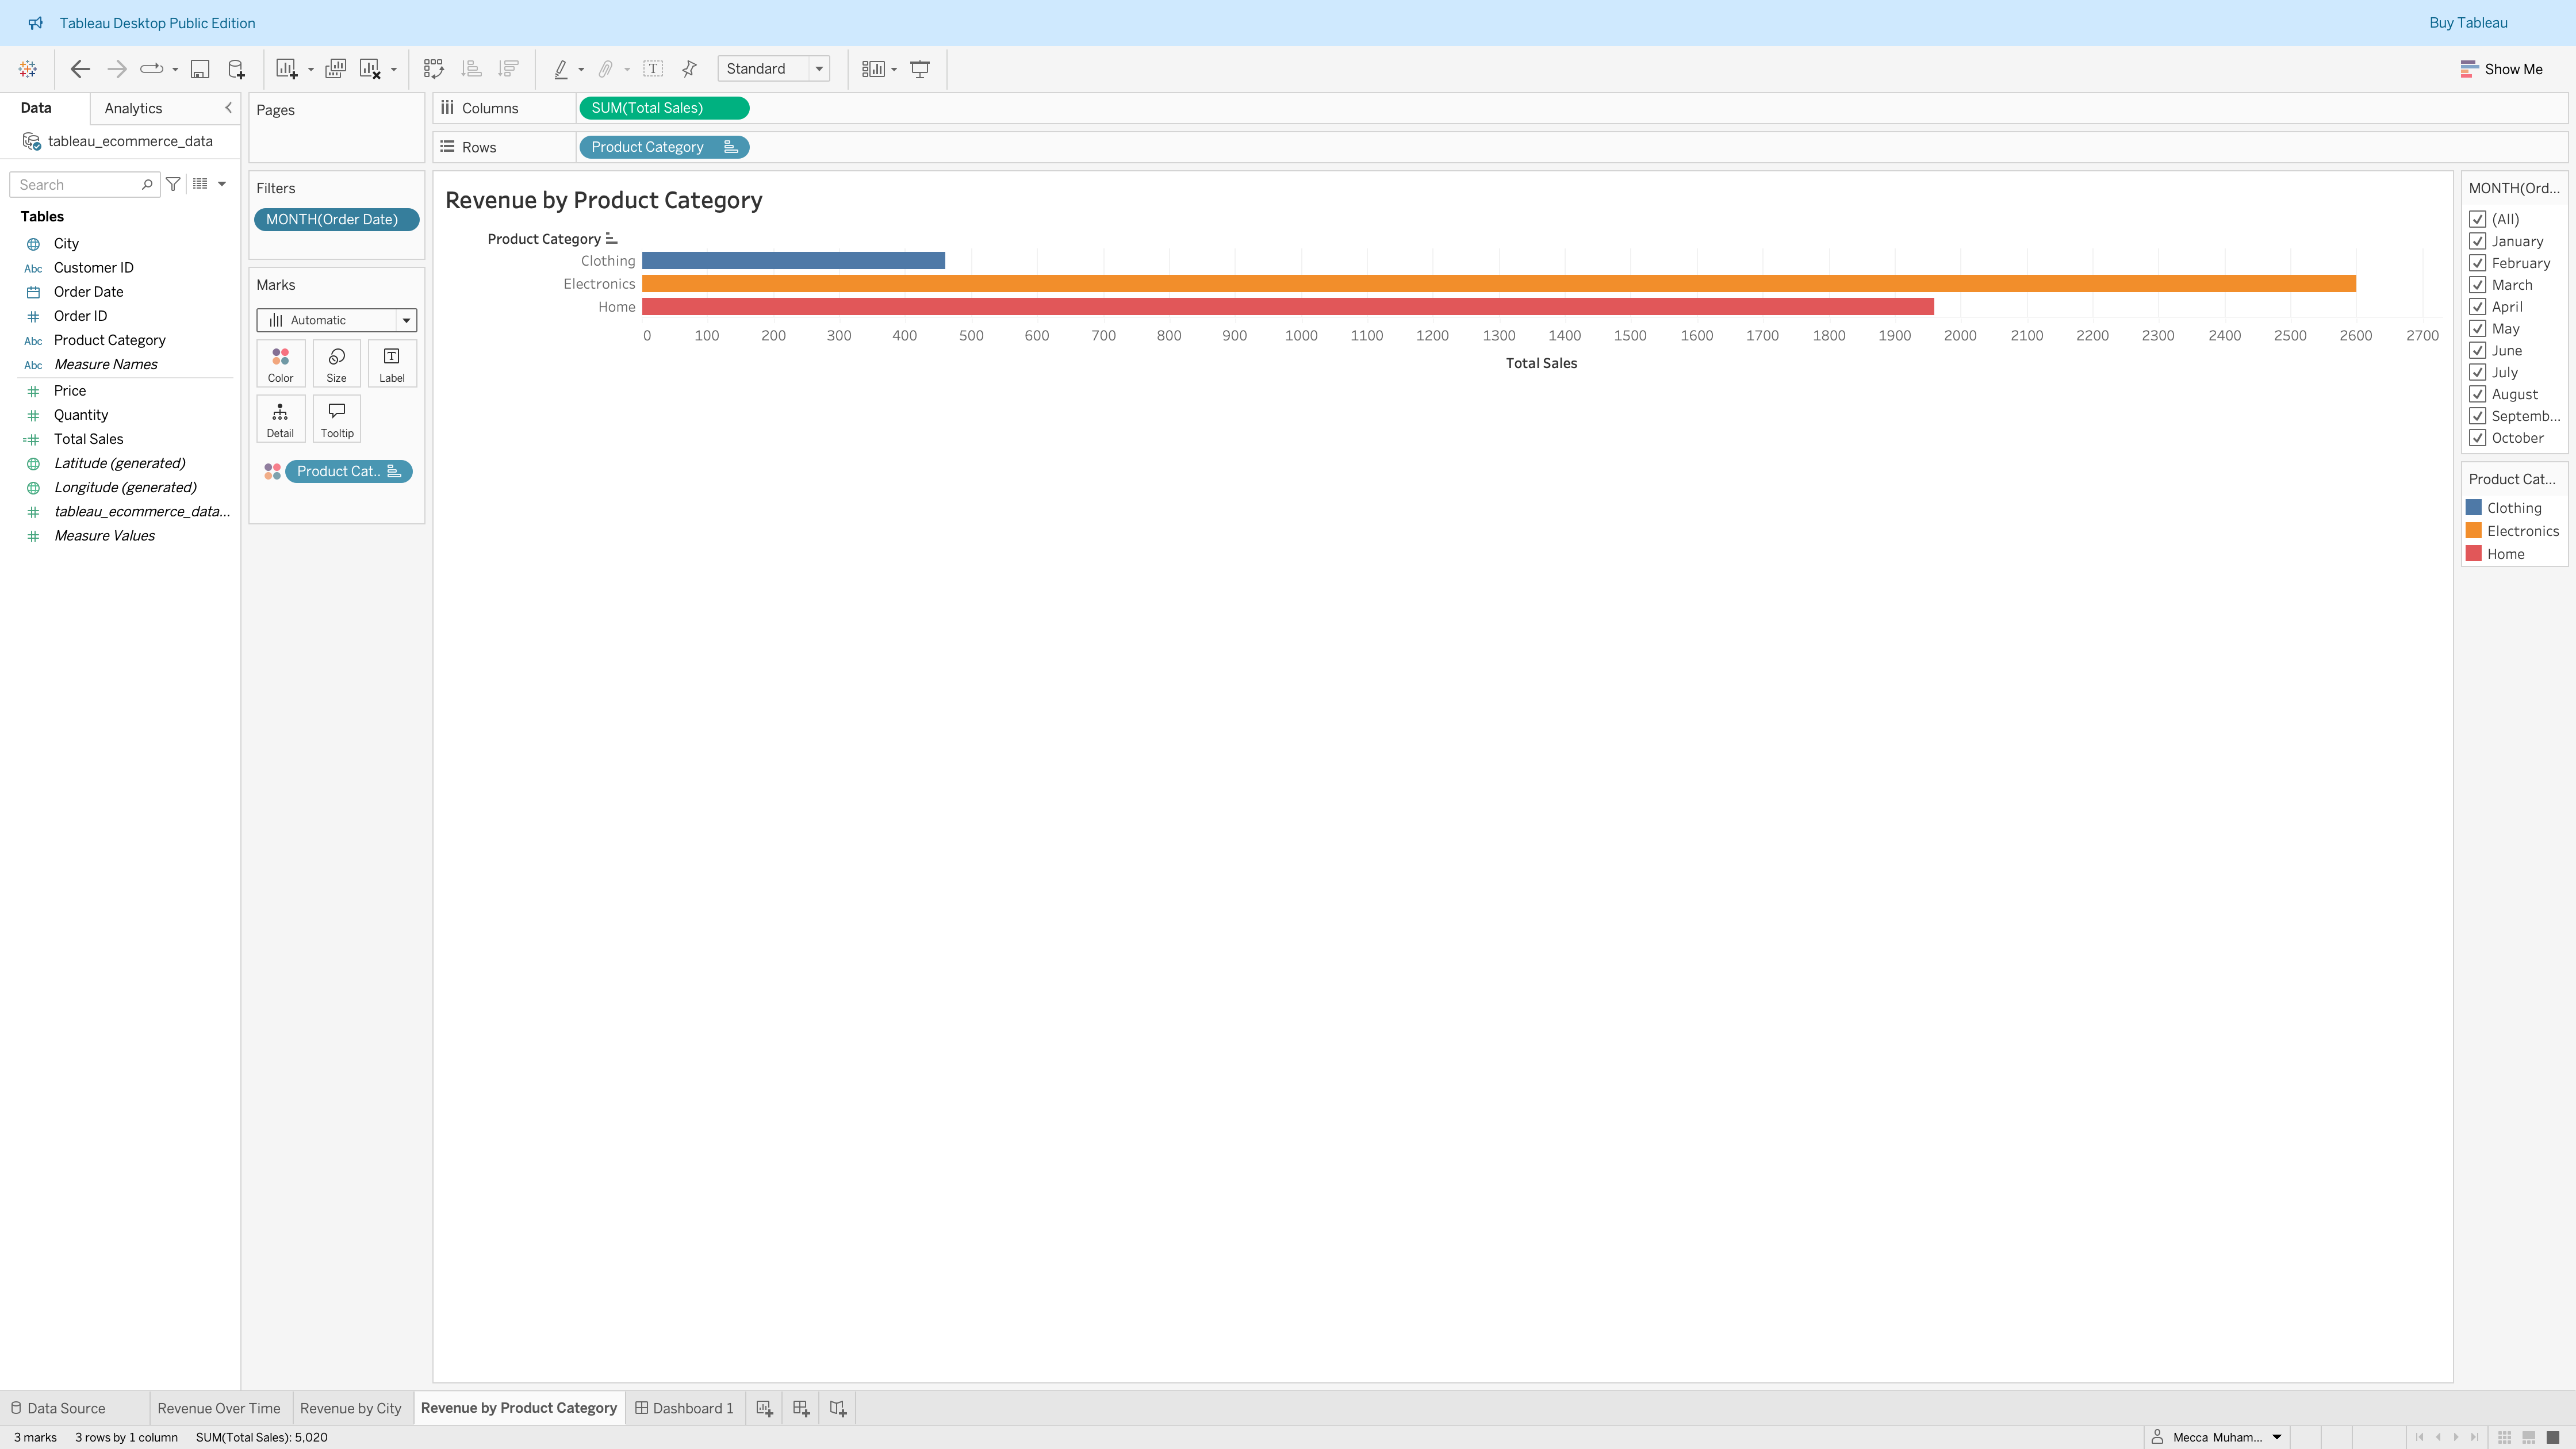 Tableau Desktop Public Edition
Buy Tableau
Standard
Show Me
Data
Analytics
tableau_ecommerce_data
Search
Tables
City
Abc Customer ID
Order Date
Order ID
Abc Product Category
Abc Measure Names
Price
Quantity
Total Sales
Latitude (generated)
Longitude (generated)
tableau_ecommerce_data...
Measure Values
Pages
Filters
MONTH(Order Date)
Marks
Automatic
Color Size Label
Detail Tooltip
Product Cat..
Columns SUM(Total Sales)
Rows Product Category
Revenue by Product Category
Product Category
Clothing
Electronics
Home
0 100 200 300 400 500 600 700 800 900 1000 1100 1200 1300 1400 1500 1600 1700 1800 1900 2000 2100 2200 2300 2400 2500 2600 2700
Total Sales
MONTH(Ord...
(All)
January
February
March
April
May
June
July
August
Septemb...
October
Product Cat...
Clothing
Electronics
Home
Data Source Revenue Over Time Revenue by City Revenue by Product Category Dashboard 1
3 marks 3 rows by 1 column SUM(Total Sales): 5,020
Mecca Muham...